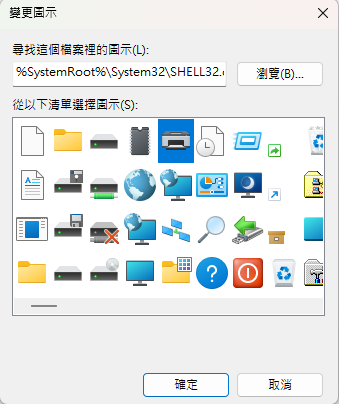 變更圖示
尋找這個檔案裡的圖示(L):
%SystemRoot%\System32\SHELL32.
瀏覽(B)...
從以下清單選擇圖示(S):
確定
取消